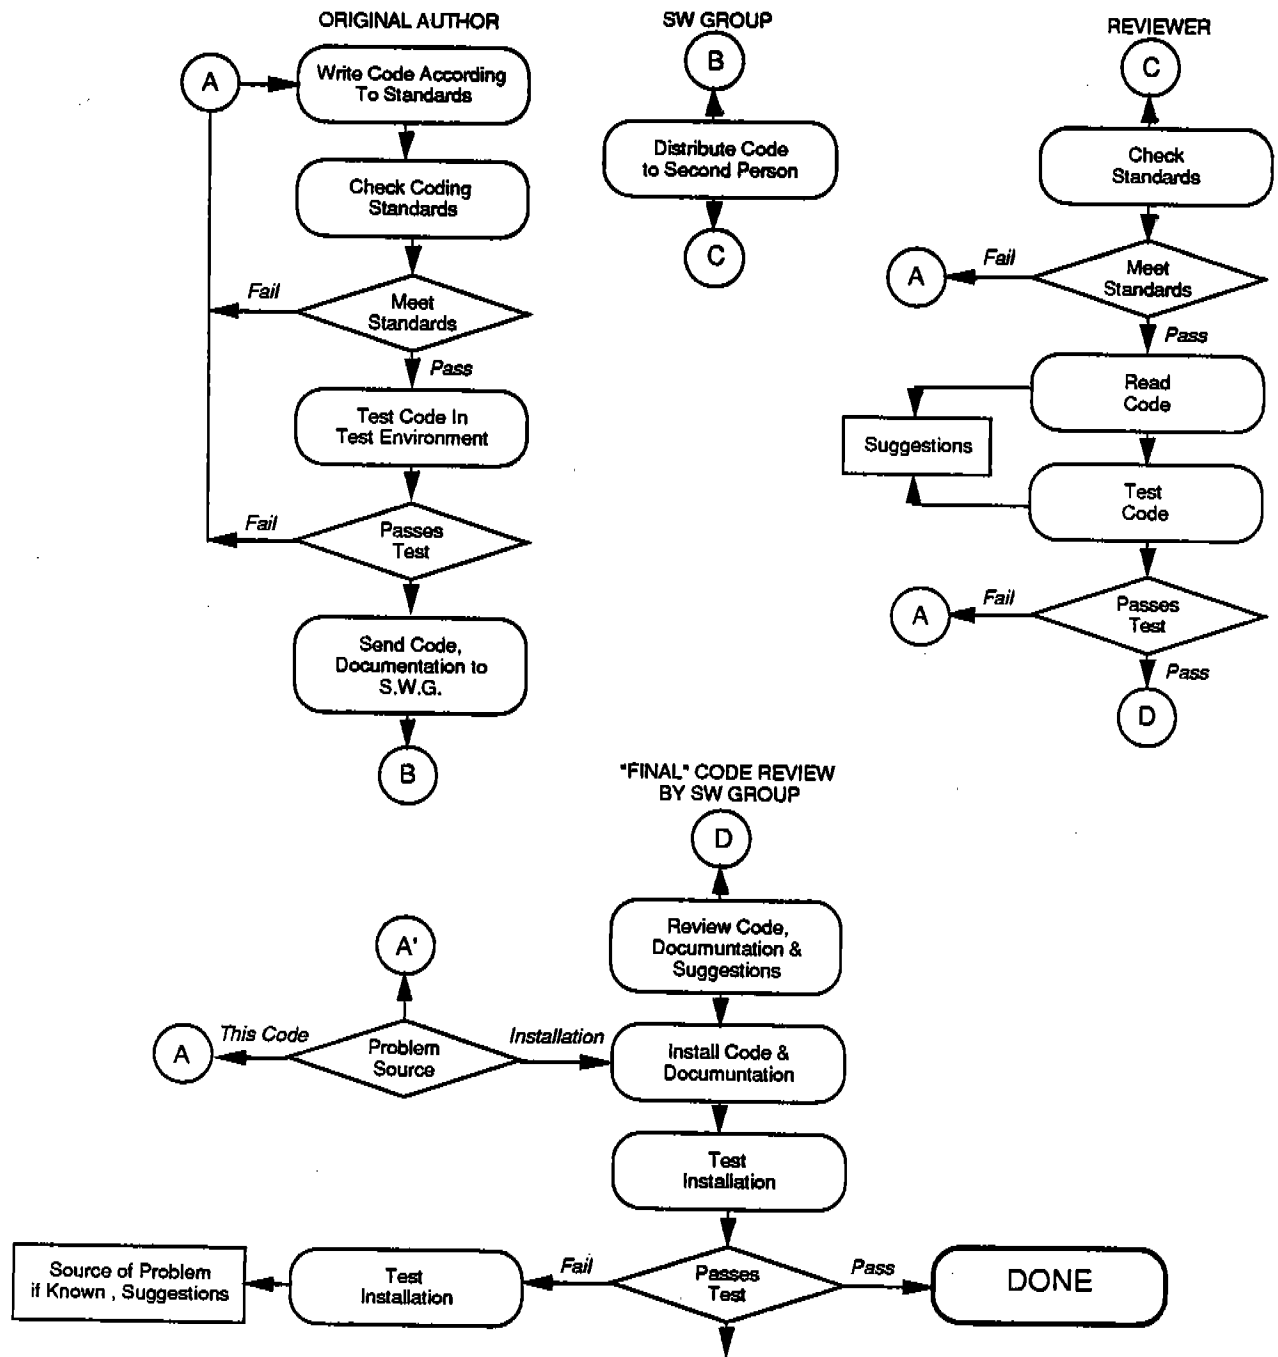 ORIGINAL AUTHOR
A
Write Code According
To Standards
Check Coding
Standards
Fail
Meet
Standards
Pass
Test Code In
Test Environment
Fail
Passes
Test
Send Code,
Documentation to
S.W.G.
B
SW GROUP
B
Distribute Code
to Second Person
C
REVIEWER
C
Check
Standards
A
Fail
Meet
Standards
Pass
Read
Code
Suggestions
Test
Code
A
Fail
Passes
Test
Pass
D
"FINAL" CODE REVIEW
BY SW GROUP
D
Review Code,
Documuntation &
Suggestions
A'
A
This Code
Problem
Source
Installation
Install Code &
Documuntation
Test
Installation
Source of Problem
if Known , Suggestions
Test
Installation
Fail
Passes
Test
Pass
DONE